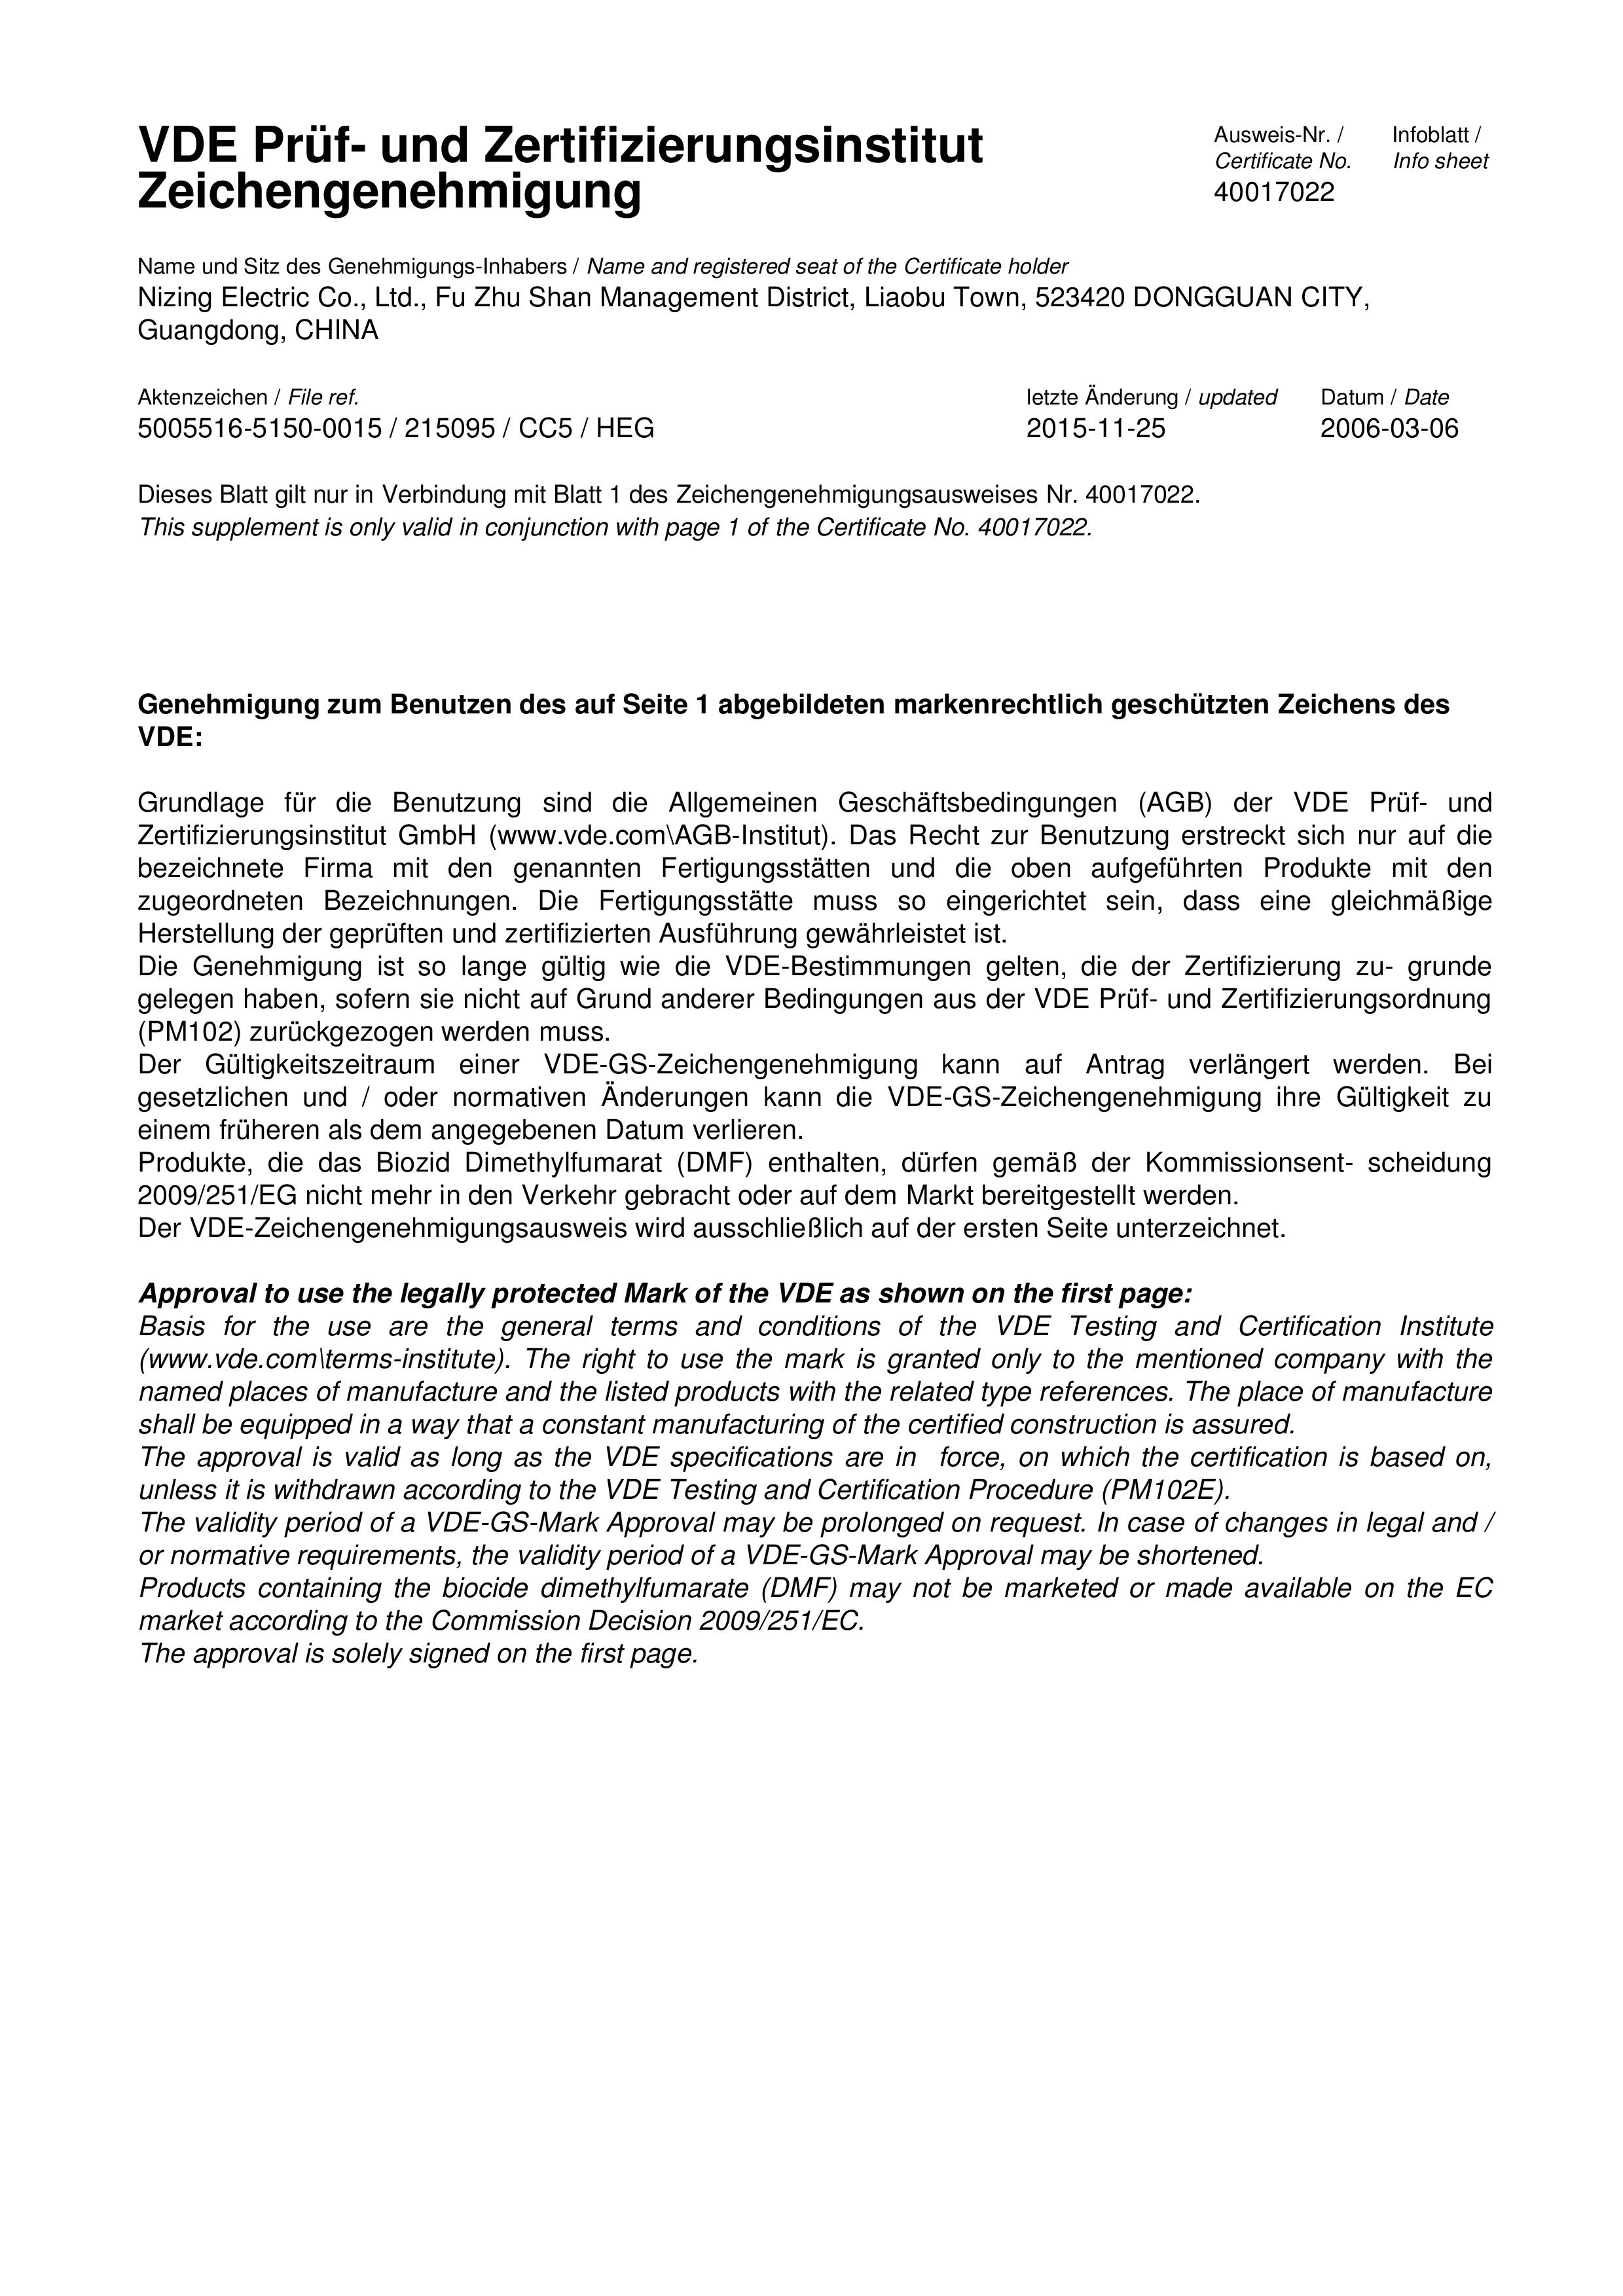 VDE Prüf- und Zertifizierungsinstitut
Zeichengenehmigung
Ausweis-Nr. / Infoblatt /
Certificate No. Info sheet
40017022
Name und Sitz des Genehmigungs-Inhabers / Name and registered seat of the Certificate holder
Nizing Electric Co., Ltd., Fu Zhu Shan Management District, Liaobu Town, 523420 DONGGUAN CITY,
Guangdong, CHINA
Aktenzeichen / File ref. letzte Änderung / updated Datum / Date
5005516-5150-0015 / 215095 / CC5 / HEG 2015-11-25 2006-03-06
Dieses Blatt gilt nur in Verbindung mit Blatt 1 des Zeichengenehmigungsausweises Nr. 40017022.
This supplement is only valid in conjunction with page 1 of the Certificate No. 40017022.
Genehmigung zum Benutzen des auf Seite 1 abgebildeten markenrechtlich geschützten Zeichens des
VDE:
Grundlage für die Benutzung sind die Allgemeinen Geschäftsbedingungen (AGB) der VDE Prüf- und
Zertifizierungsinstitut GmbH (www.vde.com\AGB-Institut). Das Recht zur Benutzung erstreckt sich nur auf die
bezeichnete Firma mit den genannten Fertigungsstätten und die oben aufgeführten Produkte mit den
zugeordneten Bezeichnungen. Die Fertigungsstätte muss so eingerichtet sein, dass eine gleichmäßige
Herstellung der geprüften und zertifizierten Ausführung gewährleistet ist.
Die Genehmigung ist so lange gültig wie die VDE-Bestimmungen gelten, die der Zertifizierung zu- grunde
gelegen haben, sofern sie nicht auf Grund anderer Bedingungen aus der VDE Prüf- und Zertifizierungsordnung
(PM102) zurückgezogen werden muss.
Der Gültigkeitszeitraum einer VDE-GS-Zeichengenehmigung kann auf Antrag verlängert werden. Bei
gesetzlichen und / oder normativen Änderungen kann die VDE-GS-Zeichengenehmigung ihre Gültigkeit zu
einem früheren als dem angegebenen Datum verlieren.
Produkte, die das Biozid Dimethylfumarat (DMF) enthalten, dürfen gemäß der Kommissionsent- scheidung
2009/251/EG nicht mehr in den Verkehr gebracht oder auf dem Markt bereitgestellt werden.
Der VDE-Zeichengenehmigungsausweis wird ausschließlich auf der ersten Seite unterzeichnet.
Approval to use the legally protected Mark of the VDE as shown on the first page:
Basis for the use are the general terms and conditions of the VDE Testing and Certification Institute
(www.vde.com\terms-institute). The right to use the mark is granted only to the mentioned company with the
named places of manufacture and the listed products with the related type references. The place of manufacture
shall be equipped in a way that a constant manufacturing of the certified construction is assured.
The approval is valid as long as the VDE specifications are in force, on which the certification is based on,
unless it is withdrawn according to the VDE Testing and Certification Procedure (PM102E).
The validity period of a VDE-GS-Mark Approval may be prolonged on request. In case of changes in legal and /
or normative requirements, the validity period of a VDE-GS-Mark Approval may be shortened.
Products containing the biocide dimethylfumarate (DMF) may not be marketed or made available on the EC
market according to the Commission Decision 2009/251/EC.
The approval is solely signed on the first page.